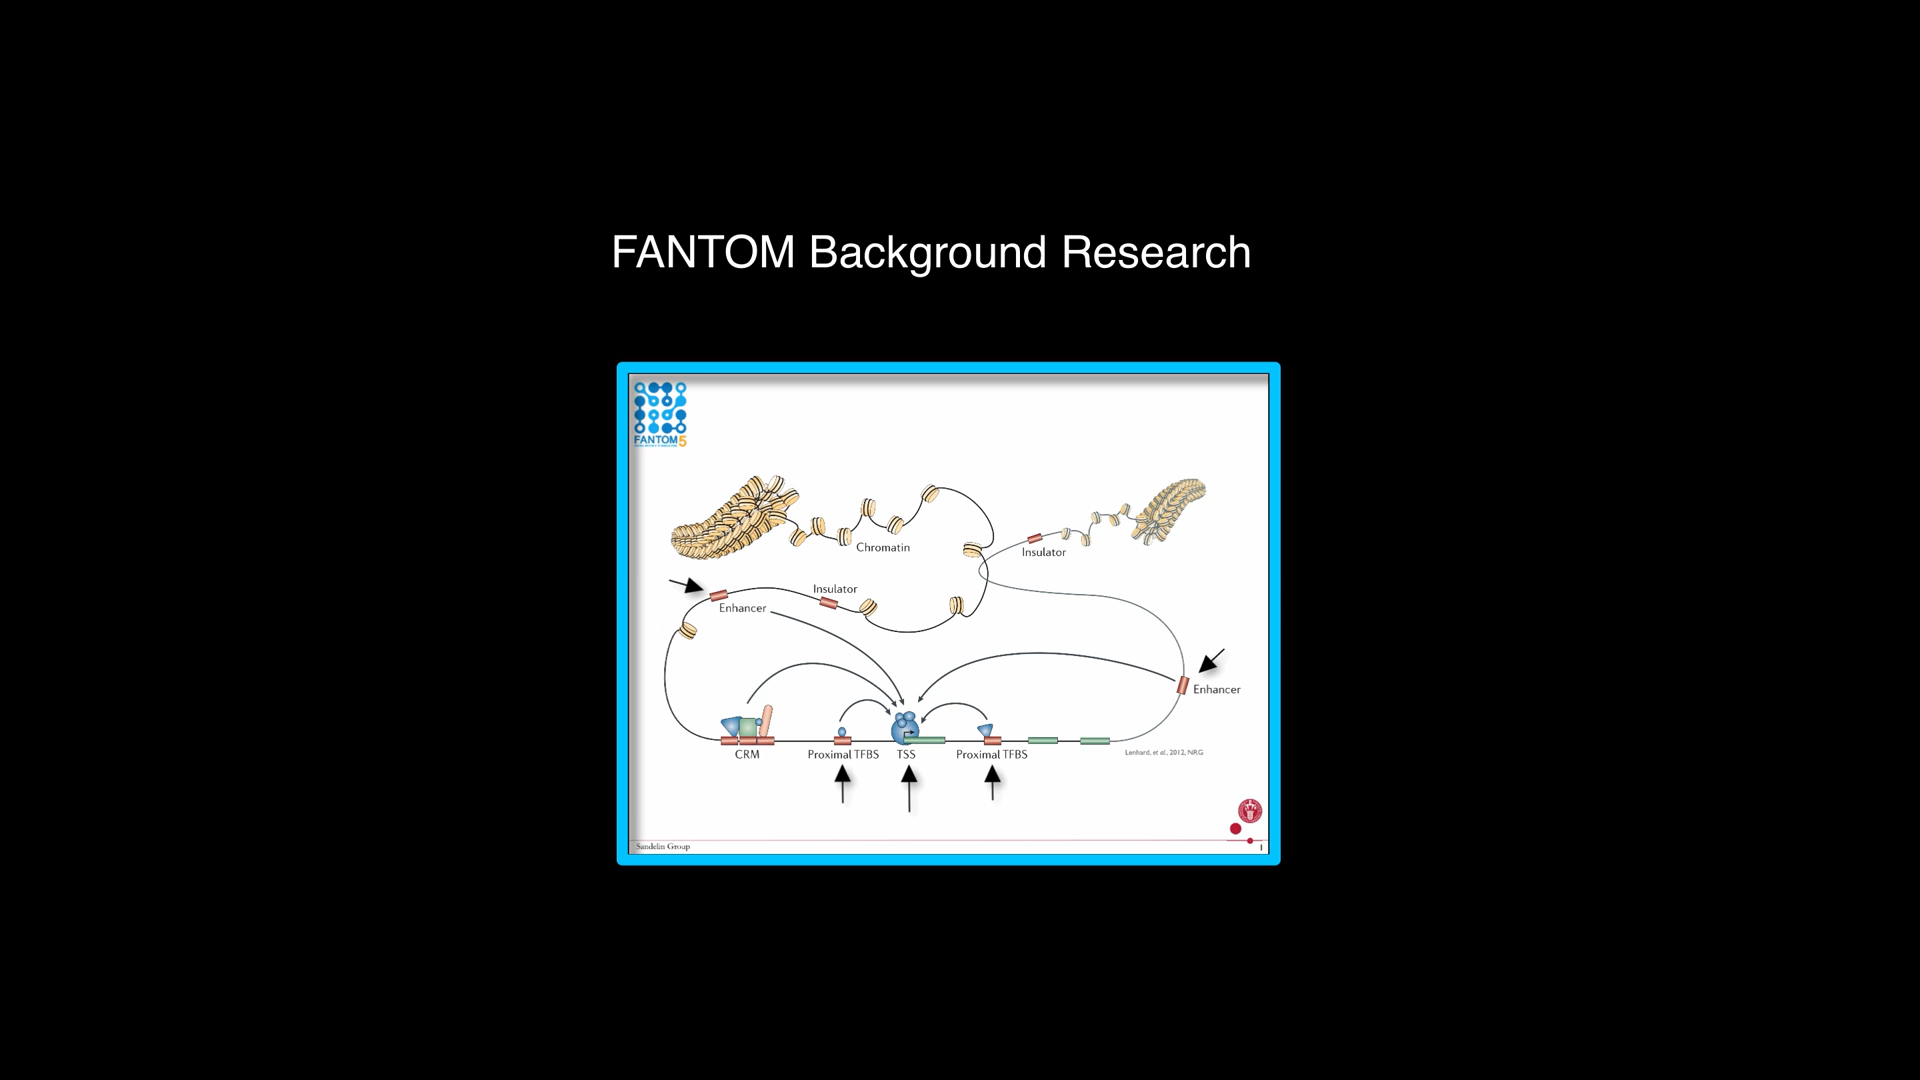 FANTOM Background Research
FANTOM5
Chromatin
Insulator
Insulator
Enhancer
Enhancer
CRM
Proximal TFBS
TSS
Proximal TFBS
Lenhard, et al., 2012, NRG
Sandelin Group
1